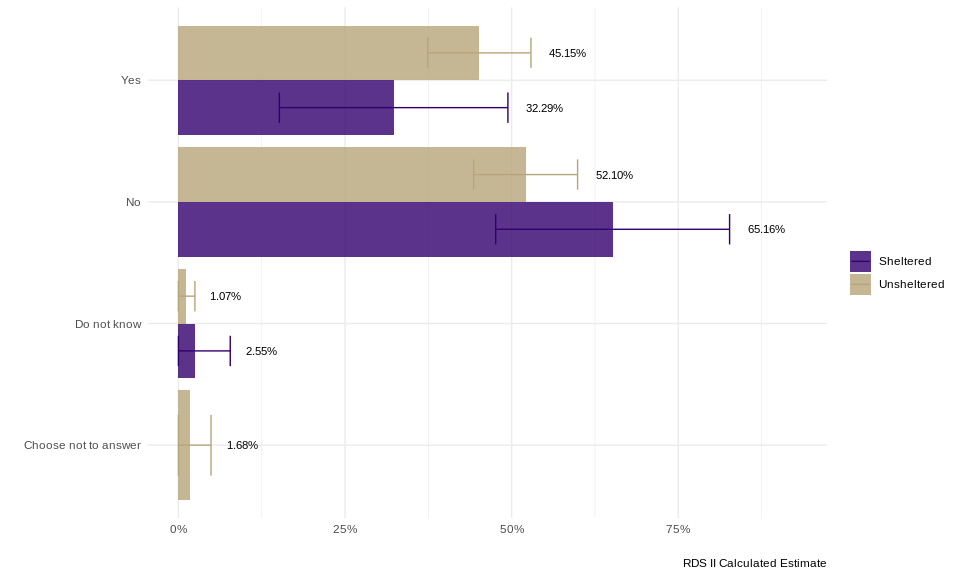 45.15%
Yes
32.29%
52.10%
No
65.16%
1.07%
Do not know
2.55%
Choose not to answer
1.68%
0% 25% 50% 75%
RDS II Calculated Estimate
Sheltered
Unsheltered